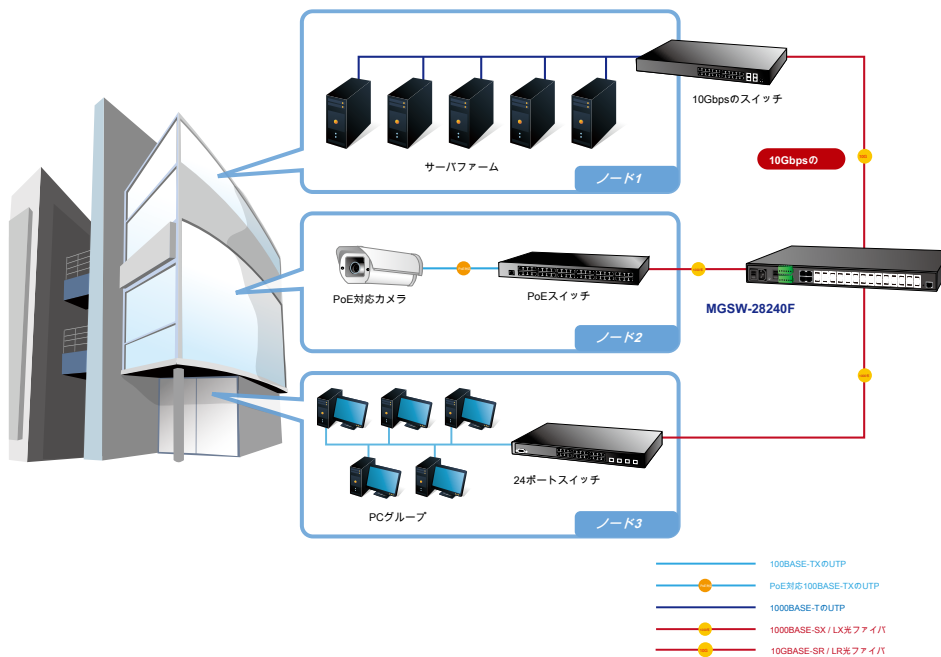 10Gbpsのスイッチ
サーバファーム
ノード1
10Gbpsの
PoE対応カメラ
PoEスイッチ
MGSW-28240F
ノード2
24ポートスイッチ
PCグループ
ノード3
100BASE-TXのUTP
PoE対応100BASE-TXのUTP
1000BASE-TのUTP
1000BASE-SX / LX光ファイバ
10GBASE-SR / LR光ファイバ